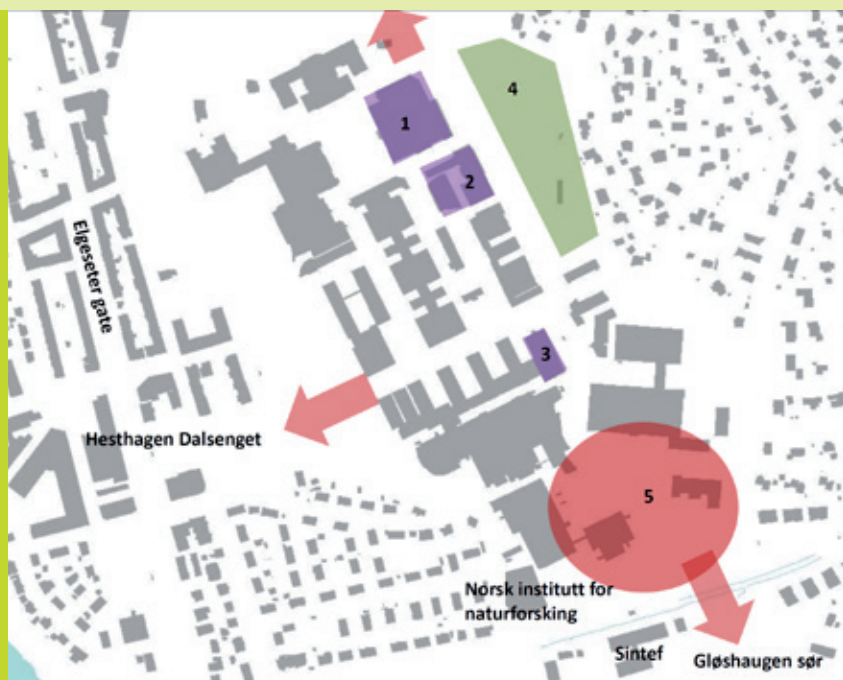 4
1
2
Elgeseter gate
3
Hesthagen Dalsenget
5
Norsk institutt for
naturforsking
Sintef
Gløshaugen sør